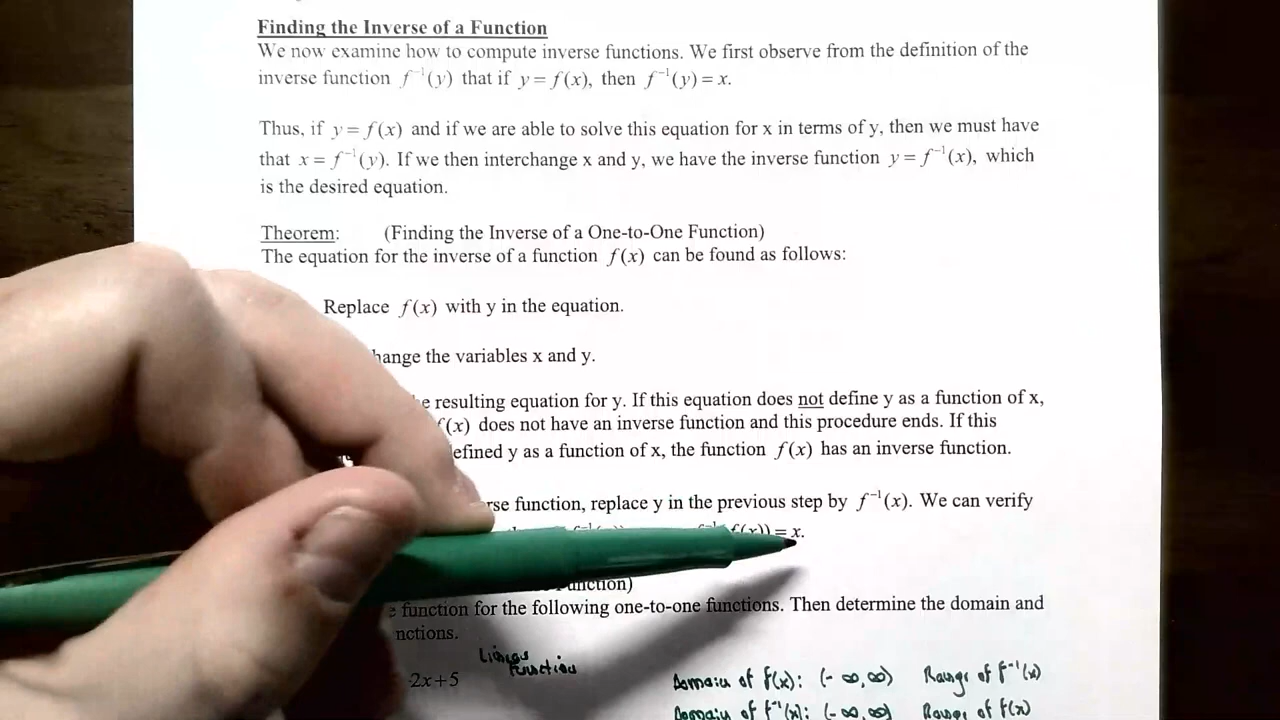 Finding the Inverse of a Function
We now examine how to compute inverse functions. We first observe from the definition of the
inverse function f⁻¹(y) that if y = f(x), then f⁻¹(y) = x.
Thus, if y = f(x) and if we are able to solve this equation for x in terms of y, then we must have
that x = f⁻¹(y). If we then interchange x and y, we have the inverse function y = f⁻¹(x), which
is the desired equation.
Theorem: (Finding the Inverse of a One-to-One Function)
The equation for the inverse of a function f(x) can be found as follows:
Replace f(x) with y in the equation.
hange the variables x and y.
e resulting equation for y. If this equation does not define y as a function of x,
f(x) does not have an inverse function and this procedure ends. If this
efined y as a function of x, the function f(x) has an inverse function.
rse function, replace y in the previous step by f⁻¹(x). We can verify
f(x)) = x.
unction)
function for the following one-to-one functions. Then determine the domain and
nctions.
Linear
function
2x+5
Domain of f(x): (-∞,∞) Range of f⁻¹(x)
Domain of f⁻¹(x): (-∞,∞) Range of f(x)